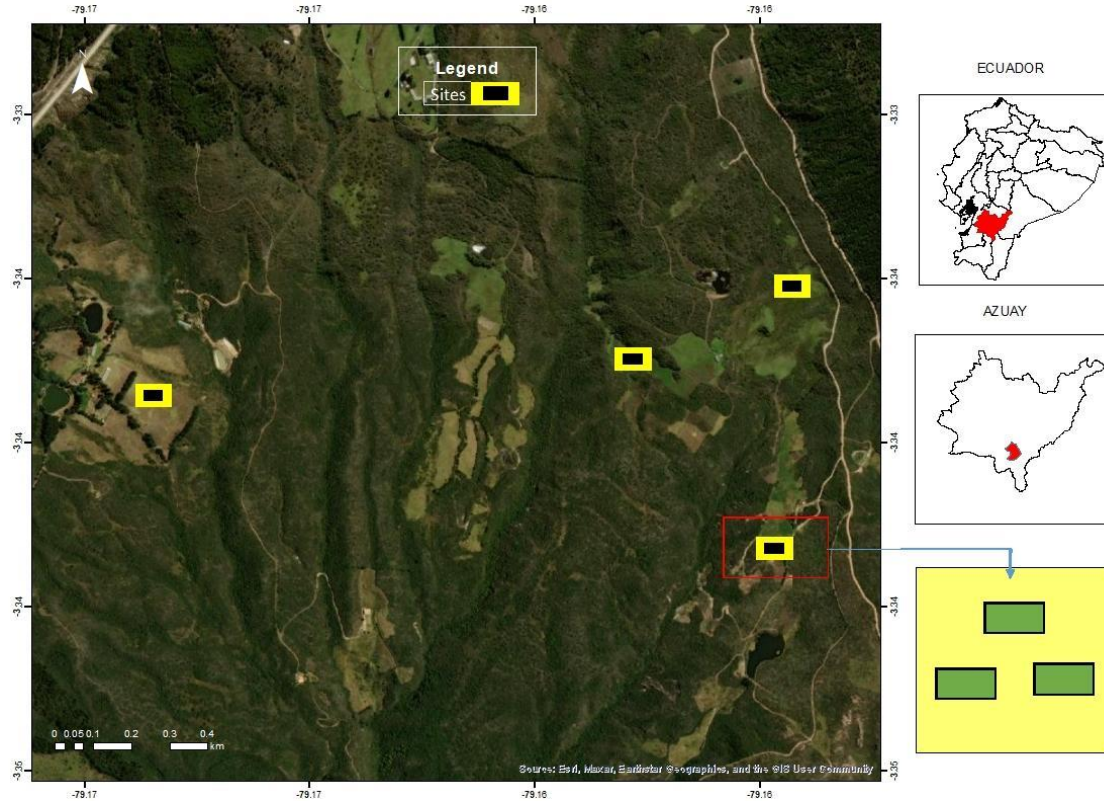 -79.17 -79.17 -79.16 -79.16
N
Legend
Sites
ECUADOR
-3.33 -3.33
-3.34 -3.34
AZUAY
-3.34 -3.34
-3.34 -3.34
0 0.05 0.1 0.2 0.3 0.4
km
Source: Esri, Maxar, Earthstar Geographics, and the GIS User Community
-3.35 -3.35
-79.17 -79.17 -79.16 -79.16